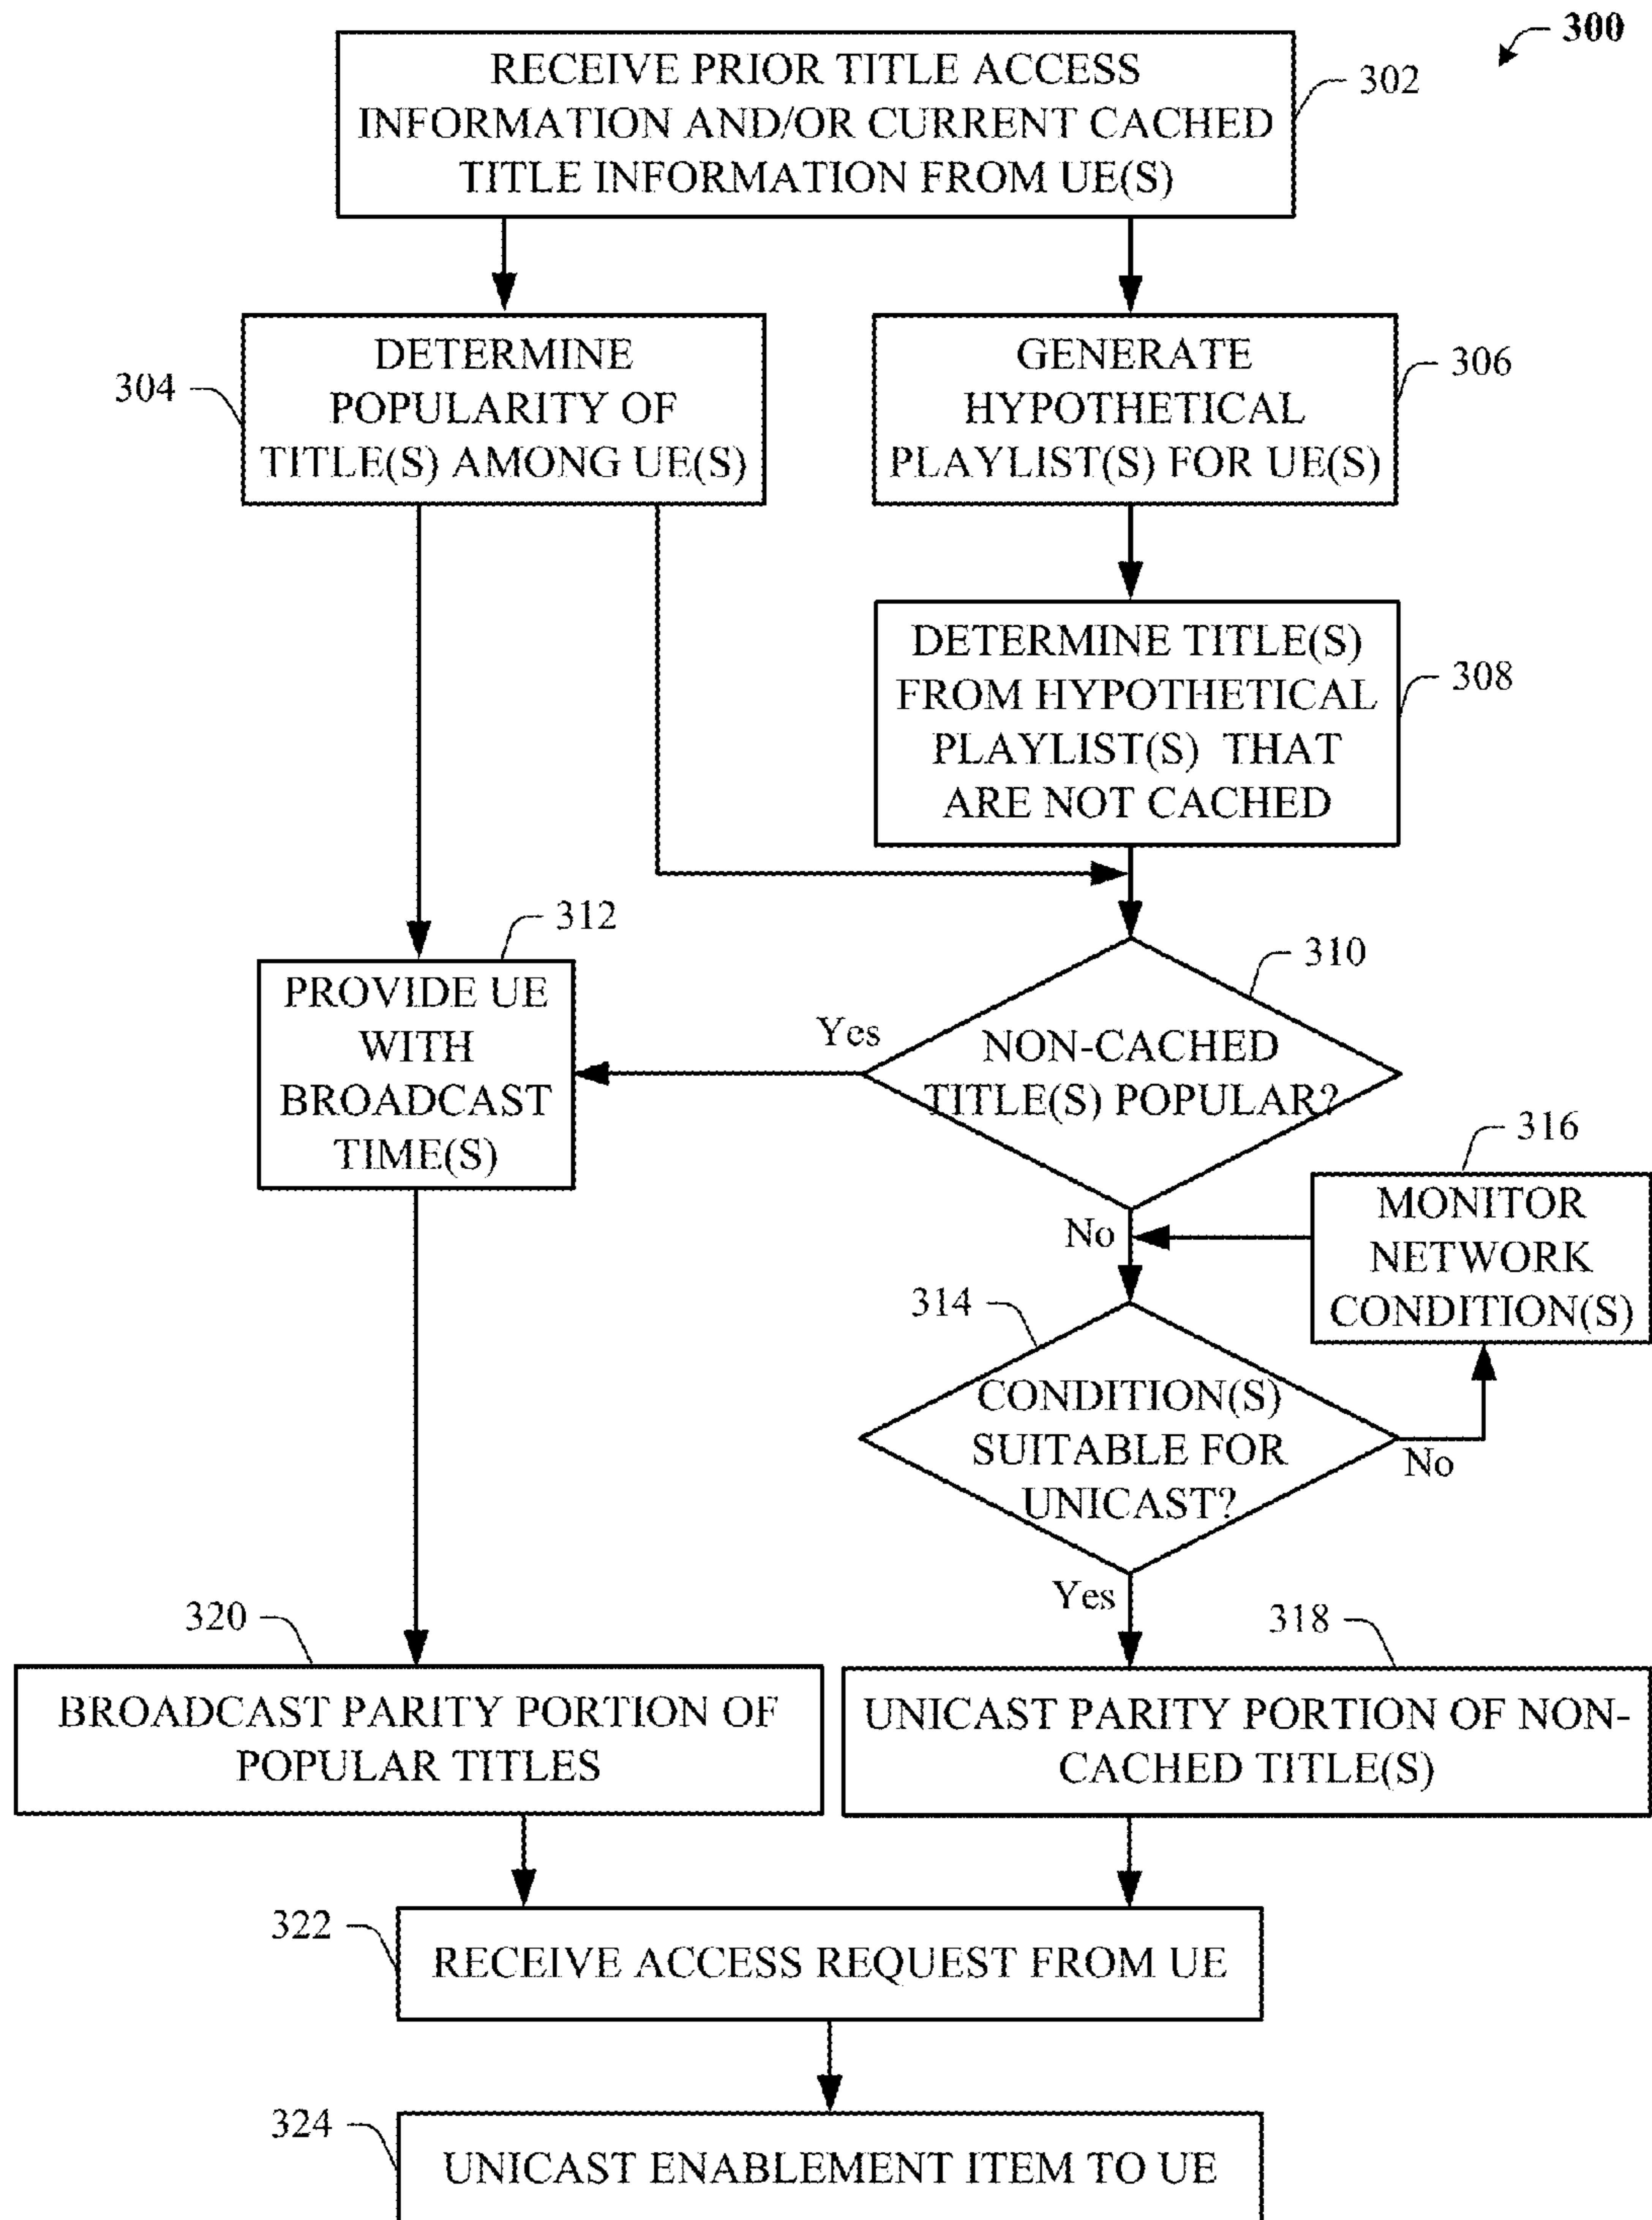 300
RECEIVE PRIOR TITLE ACCESS
INFORMATION AND/OR CURRENT CACHED
TITLE INFORMATION FROM UE(S)
302
304
DETERMINE
POPULARITY OF
TITLE(S) AMONG UE(S)
GENERATE
HYPOTHETICAL
PLAYLIST(S) FOR UE(S)
306
DETERMINE TITLE(S)
FROM HYPOTHETICAL
PLAYLIST(S) THAT
ARE NOT CACHED
308
312
PROVIDE UE
WITH
BROADCAST
TIME(S)
Yes
310
NON-CACHED
TITLE(S) POPULAR?
No
316
MONITOR
NETWORK
CONDITION(S)
314
CONDITION(S)
SUITABLE FOR
UNICAST?
No
Yes
320
BROADCAST PARITY PORTION OF
POPULAR TITLES
318
UNICAST PARITY PORTION OF NON-
CACHED TITLE(S)
322
RECEIVE ACCESS REQUEST FROM UE
324
UNICAST ENABLEMENT ITEM TO UE